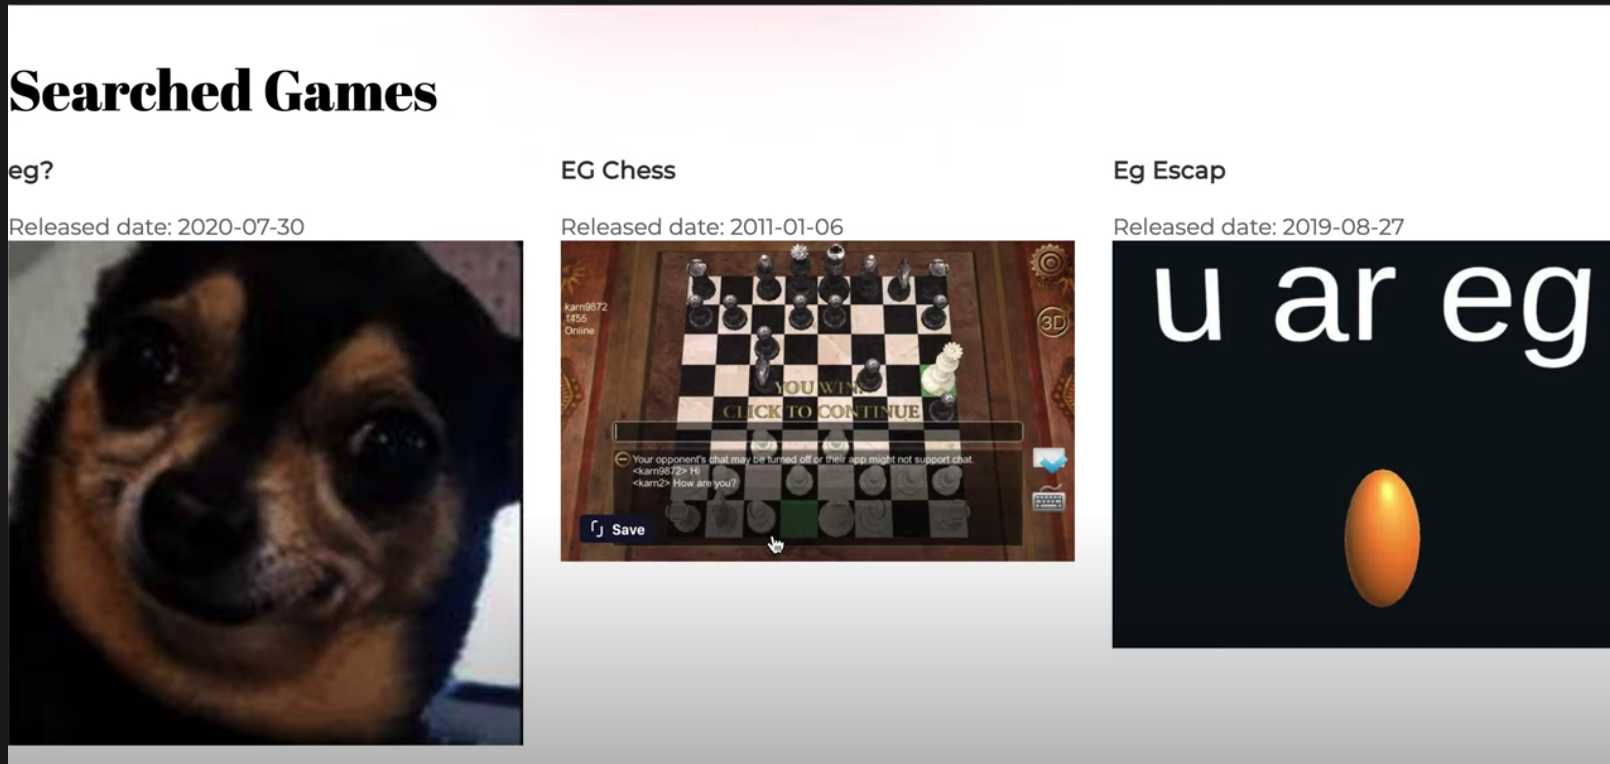 Searched Games
eg?
Released date: 2020-07-30
EG Chess
Released date: 2011-01-06
karn9872
1455
Online
3D
YOU WIN!
CLICK TO CONTINUE
Your opponent's chat may be turned off or their app might not support chat.
<karn9872> Hi
<karn2> How are you?
Save
Eg Escap
Released date: 2019-08-27
u ar eg